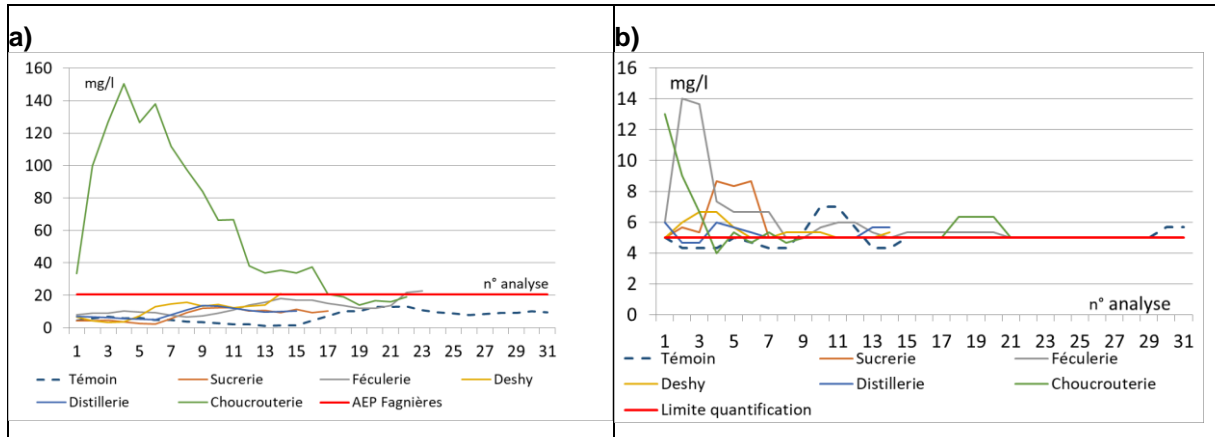 a)
mg/l
160
140
120
100
80
60
40
20
0
n° analyse
1 3 5 7 9 11 13 15 17 19 21 23 25 27 29 31
Témoin Sucrerie Féculerie Deshy
Distillerie Choucrouterie AEP Fagnières
b)
mg/l
16
14
12
10
8
6
4
2
0
n° analyse
1 3 5 7 9 11 13 15 17 19 21 23 25 27 29 31
Témoin Sucrerie Féculerie
Deshy Distillerie Choucrouterie
Limite quantification